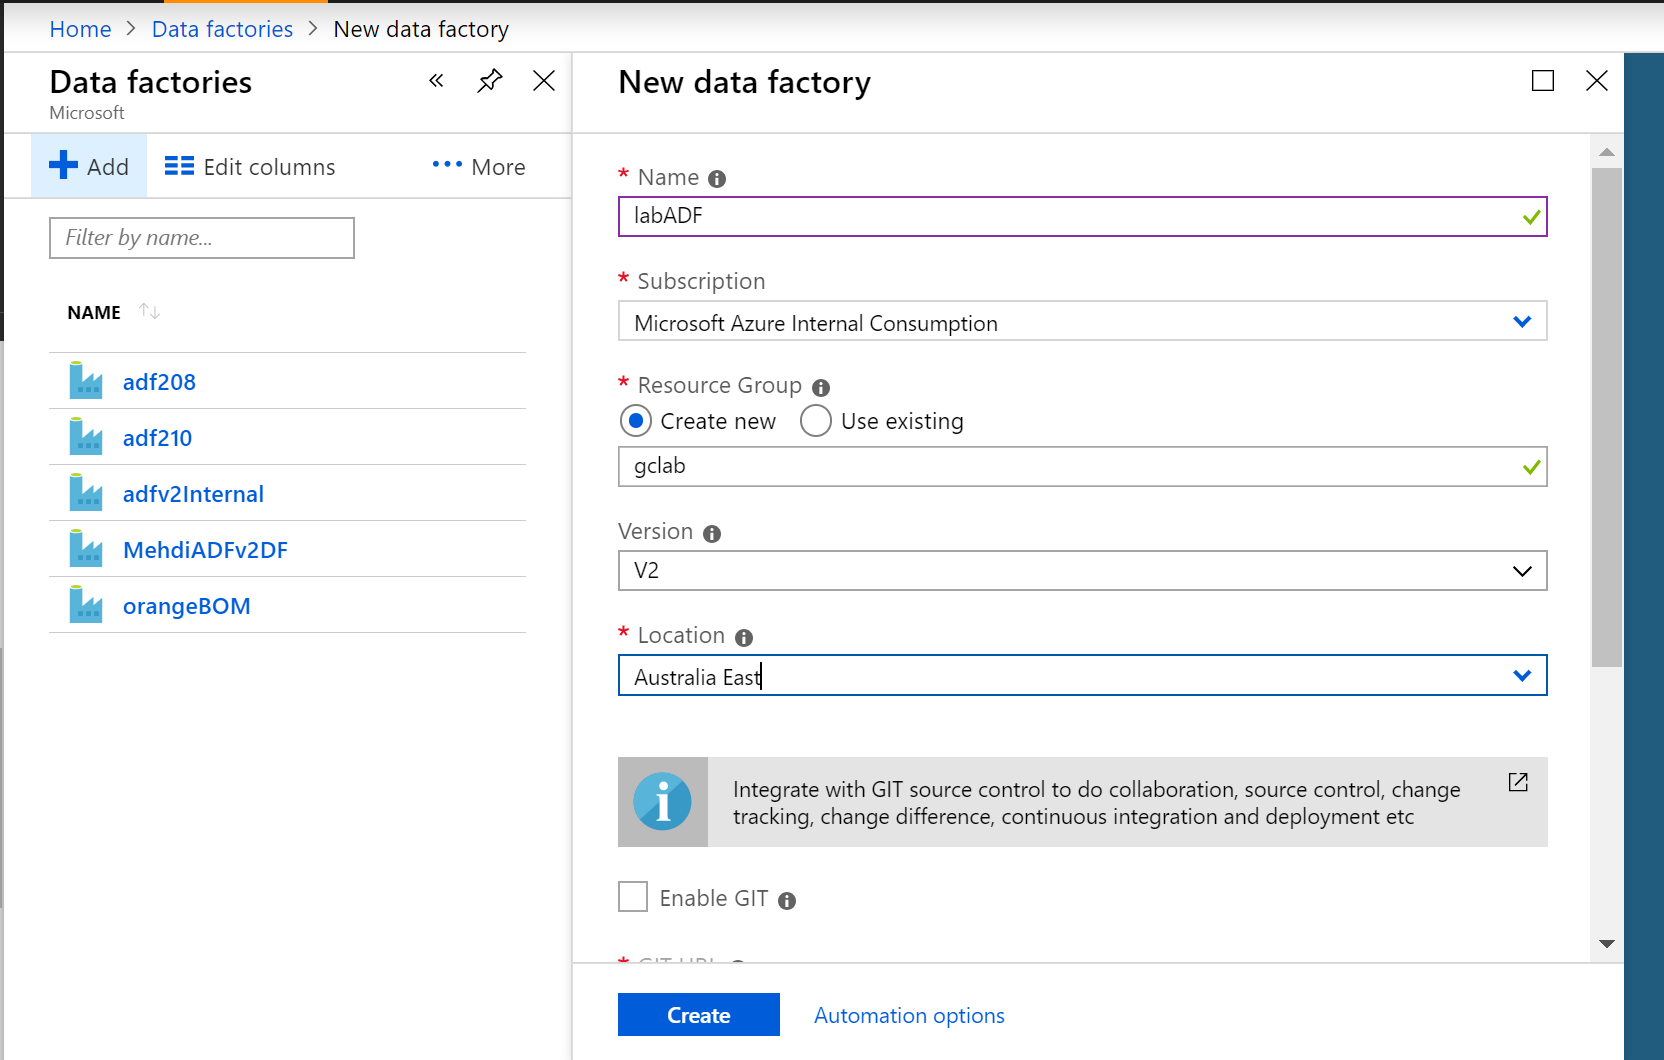 Home > Data factories > New data factory
Data factories
Microsoft
Add
Edit columns
More
Filter by name...
NAME
adf208
adf210
adfv2Internal
MehdiADFv2DF
orangeBOM
New data factory
* Name
labADF
* Subscription
Microsoft Azure Internal Consumption
* Resource Group
Create new
Use existing
gclab
Version
V2
* Location
Australia East
Integrate with GIT source control to do collaboration, source control, change
tracking, change difference, continuous integration and deployment etc
Enable GIT
* GIT URL
Create
Automation options